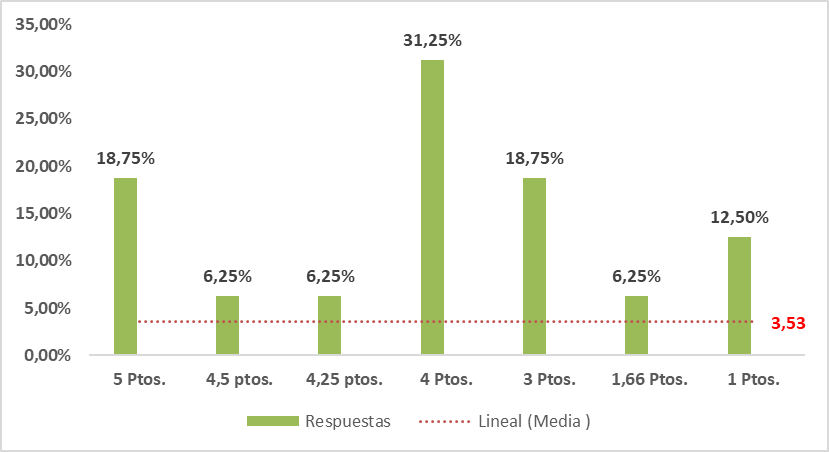 35,00%
30,00%
25,00%
20,00%
15,00%
10,00%
5,00%
0,00%
18,75%
6,25%
6,25%
31,25%
18,75%
6,25%
12,50%
3,53
5 Ptos.
4,5 ptos.
4,25 ptos.
4 Ptos.
3 Ptos.
1,66 Ptos.
1 Ptos.
Respuestas
Lineal (Media )